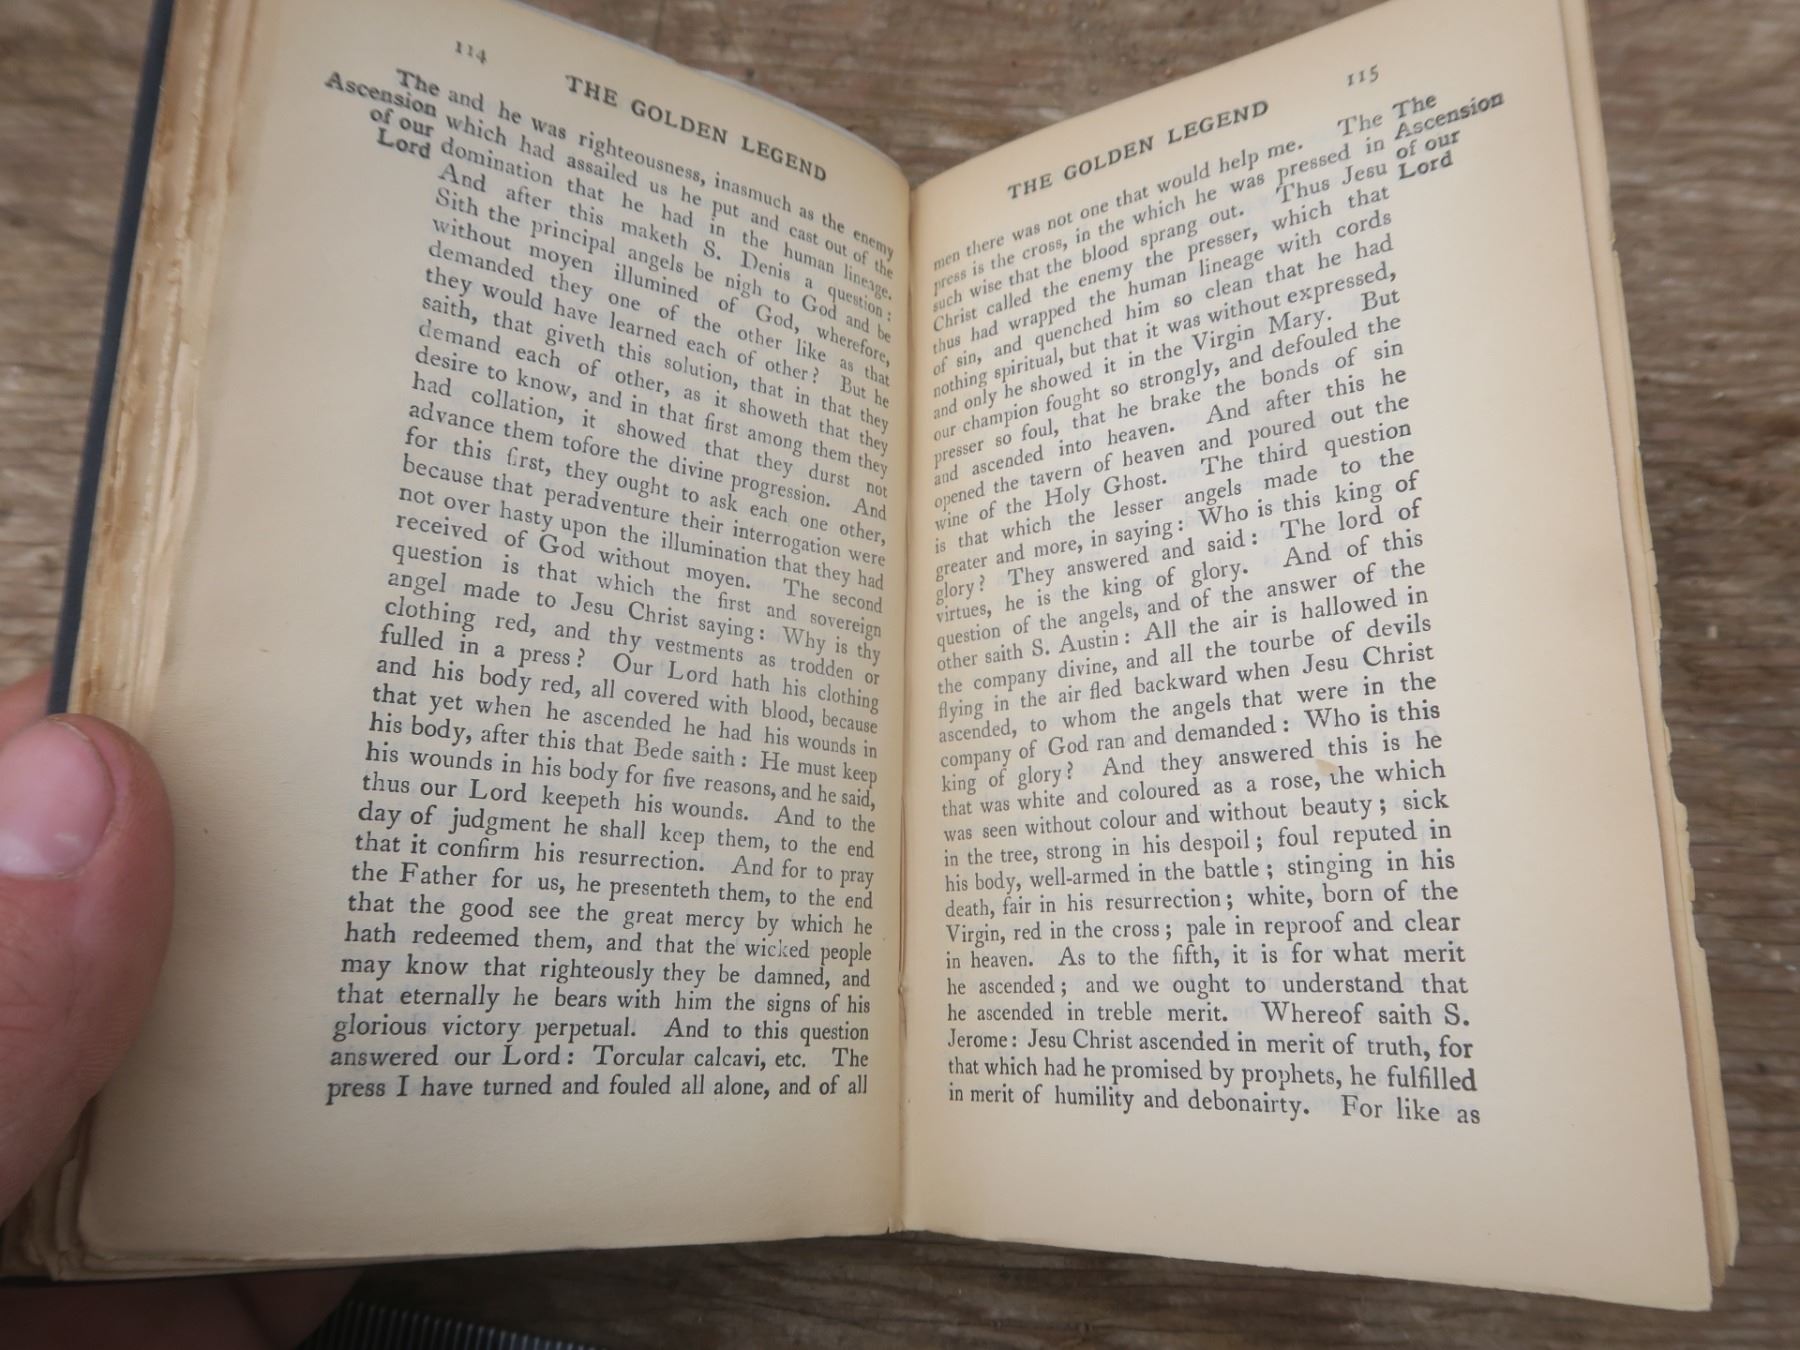 114
THE GOLDEN LEGEND
The
Ascension
of our
Lord
and he was righteousness, inasmuch as the enemy
which had assailed us he put and cast out of the
domination that he had in the human lineage.
And after this maketh S. Denis a question:
Sith the principal angels be nigh to God and be
without moyen illumined of God, wherefore,
demanded they one of the other like as that
they would have learned each of other? But he
saith, that giveth this solution, that in that they
demand each of other, as it showeth that they
desire to know, and in that first among them they
had collation, it showed that they durst not
advance them tofore the divine progression. And
for this first, they ought to ask each one other,
because that peradventure their interrogation were
not over hasty upon the illumination that they had
received of God without moyen. The second
question is that which the first and sovereign
angel made to Jesu Christ saying: Why is thy
clothing red, and thy vestments as trodden or
fulled in a press? Our Lord hath his clothing
and his body red, all covered with blood, because
that yet when he ascended he had his wounds in
his body, after this that Bede saith: He must keep
his wounds in his body for five reasons, and he said,
thus our Lord keepeth his wounds. And to the
day of judgment he shall keep them, to the end
that it confirm his resurrection. And for to pray
the Father for us, he presenteth them, to the end
that the good see the great mercy by which he
hath redeemed them, and that the wicked people
may know that righteously they be damned, and
that eternally he bears with him the signs of his
glorious victory perpetual. And to this question
answered our Lord: Torcular calcavi, etc. The
press I have turned and fouled all alone, and of all
115
THE GOLDEN LEGEND
The
Ascension
of our
Lord
men there was not one that would help me. The
press is the cross, in the which he was pressed in
such wise that the blood sprang out. Thus Jesu
Christ called the enemy the presser, which that
thus had wrapped the human lineage with cords
of sin, and quenched him so clean that he had
nothing spiritual, but that it was without expressed,
and only he showed it in the Virgin Mary. But
our champion fought so strongly, and defouled the
presser so foul, that he brake the bonds of sin
and ascended into heaven. And after this he
opened the tavern of heaven and poured out the
wine of the Holy Ghost. The third question
is that which the lesser angels made to the
greater and more, in saying: Who is this king of
glory? They answered and said: The lord of
virtues, he is the king of glory. And of this
question of the angels, and of the answer of the
other saith S. Austin: All the air is hallowed in
the company divine, and all the tourbe of devils
flying in the air fled backward when Jesu Christ
ascended, to whom the angels that were in the
company of God ran and demanded: Who is this
king of glory? And they answered this is he
that was white and coloured as a rose, the which
was seen without colour and without beauty; sick
in the tree, strong in his despoil; foul reputed in
his body, well-armed in the battle; stinging in his
death, fair in his resurrection; white, born of the
Virgin, red in the cross; pale in reproof and clear
in heaven. As to the fifth, it is for what merit
he ascended; and we ought to understand that
he ascended in treble merit. Whereof saith S.
Jerome: Jesu Christ ascended in merit of truth, for
that which had he promised by prophets, he fulfilled
in merit of humility and debonairty. For like as